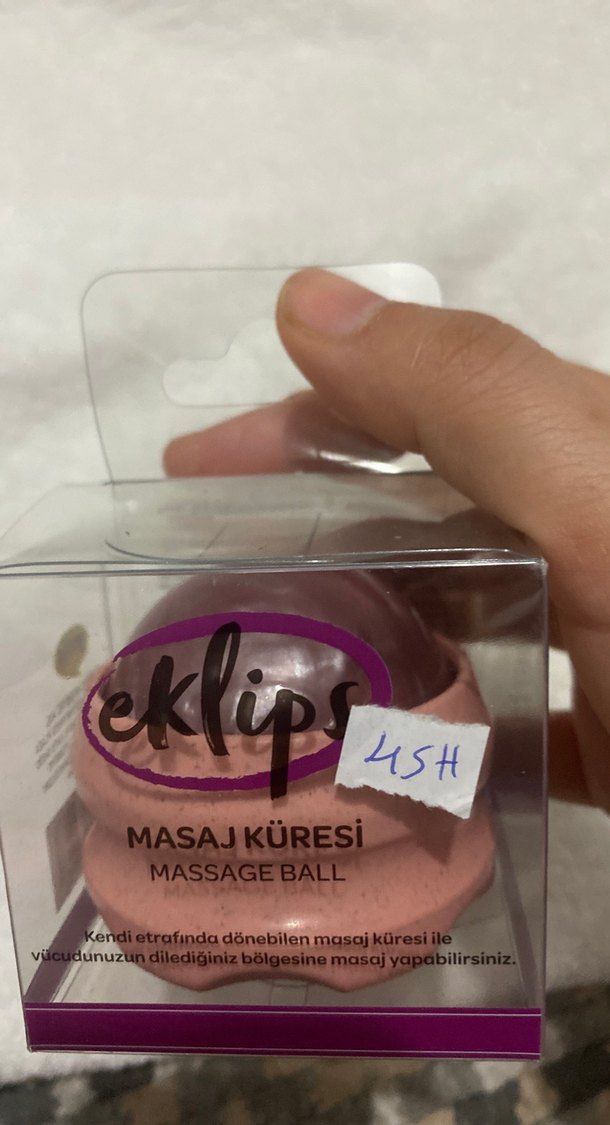 eklips
45H
MASAJ KÜRESİ
MASSAGE BALL
Kendi etrafında dönebilen masaj küresi ile
vücudunuzun dilediğiniz bölgesine masaj yapabilirsiniz.